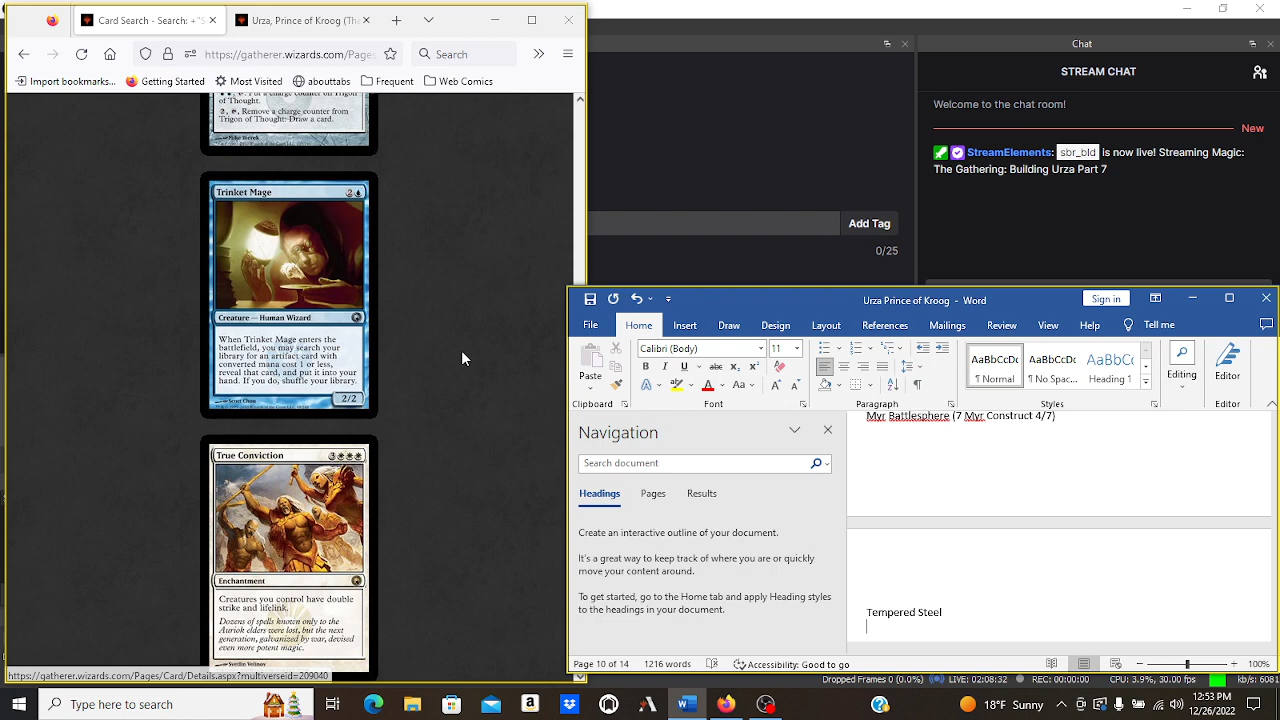 Card Search - Search: +"S
Urza, Prince of Kroog (The
https://gatherer.wizards.com/Pages
Search
Import bookmarks...
Getting Started
Most Visited
abouttabs
Frequent
Web Comics
of Thought.
2, , Remove a charge counter from
Trigon of Thought: Draw a card.
Trinket Mage
2
Creature — Human Wizard
When Trinket Mage enters the
battlefield, you may search your
library for an artifact card with
converted mana cost 1 or less,
reveal that card, and put it into your
hand. If you do, shuffle your library.
Scott Chou
2/2
True Conviction
3
Enchantment
Creatures you control have double
strike and lifelink.
Dozens of spells known only to the
Auriok elders were lost, but the next
generation, galvanized by war, devised
even more potent magic.
Svetlin Velinov
https://gatherer.wizards.com/Pages/Card/Details.aspx?multiverseid=209040
Add Tag
0/25
Chat
STREAM CHAT
Welcome to the chat room!
New
StreamElements: sbr_bld is now live! Streaming Magic:
The Gathering: Building Urza Part 7
Urza Prince of Kroog - Word
Sign in
File
Home
Insert
Draw
Design
Layout
References
Mailings
Review
View
Help
Tell me
Paste
Calibri (Body)
11
AaBbCcDc
AaBbCcDc
AaBbCc
¶ Normal
¶ No Spac...
Heading 1
Editing
Editor
Clipboard
Font
Paragraph
Styles
Editor
Navigation
Search document
Headings
Pages
Results
Create an interactive outline of your document.
It's a great way to keep track of where you are or quickly
move your content around.
To get started, go to the Home tab and apply Heading styles
to the headings in your document.
Myr Battlesphere (7 Myr Construct 4/7)
Tempered Steel
Page 10 of 14
1216 words
Accessibility: Good to go
100%
Dropped Frames 0 (0.0%)
LIVE: 02:08:32
REC: 00:00:00
CPU: 3.9%, 30.00 fps
kb/s: 6081
Type here to search
18°F Sunny
12:53 PM
12/26/2022